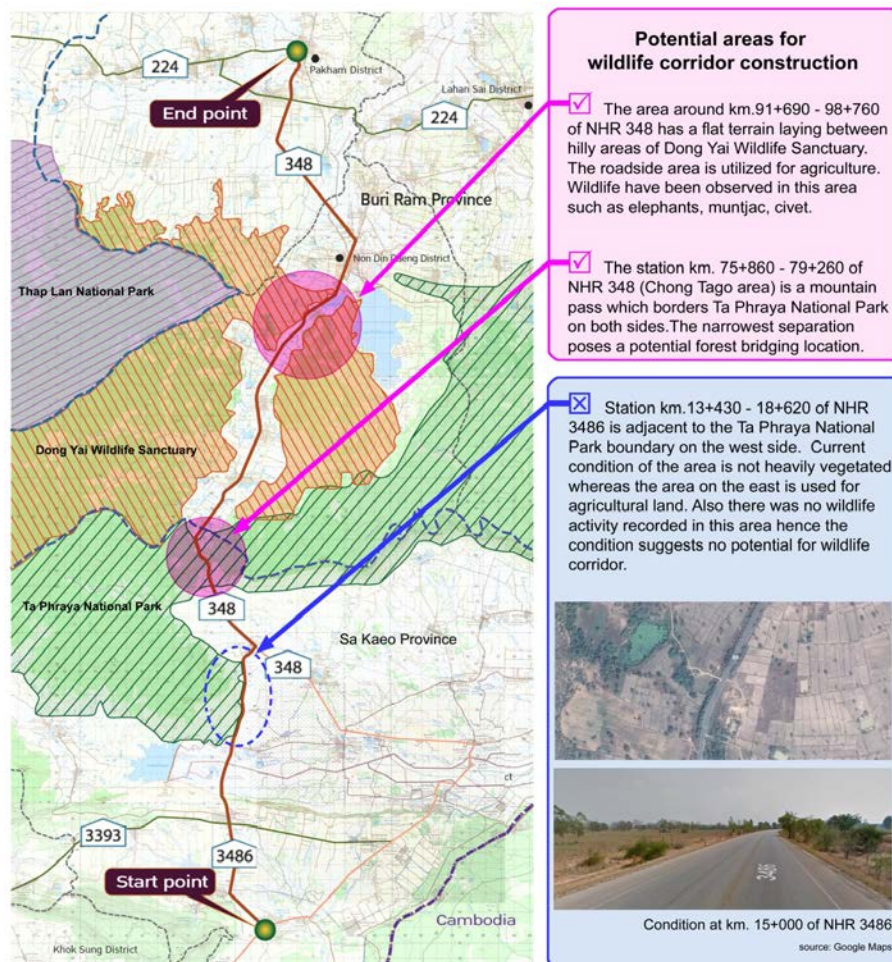 224
Pakham District
End point
Lahan Sai District
224
348
Buri Ram Province
Non Din Daeng District
Thap Lan National Park
Dong Yai Wildlife Sanctuary
Ta Phraya National Park
348
Sa Kaeo Province
348
ct
3393
3486
Start point
Cambodia
Khok Sung District
Potential areas for
wildlife corridor construction
The area around km.91+690 - 98+760
of NHR 348 has a flat terrain laying between
hilly areas of Dong Yai Wildlife Sanctuary.
The roadside area is utilized for agriculture.
Wildlife have been observed in this area
such as elephants, muntjac, civet.
The station km. 75+860 - 79+260 of
NHR 348 (Chong Tago area) is a mountain
pass which borders Ta Phraya National Park
on both sides.The narrowest separation
poses a potential forest bridging location.
Station km.13+430 - 18+620 of NHR
3486 is adjacent to the Ta Phraya National
Park boundary on the west side. Current
condition of the area is not heavily vegetated
whereas the area on the east is used for
agricultural land. Also there was no wildlife
activity recorded in this area hence the
condition suggests no potential for wildlife
corridor.
3486
Condition at km. 15+000 of NHR 3486
source: Google Maps